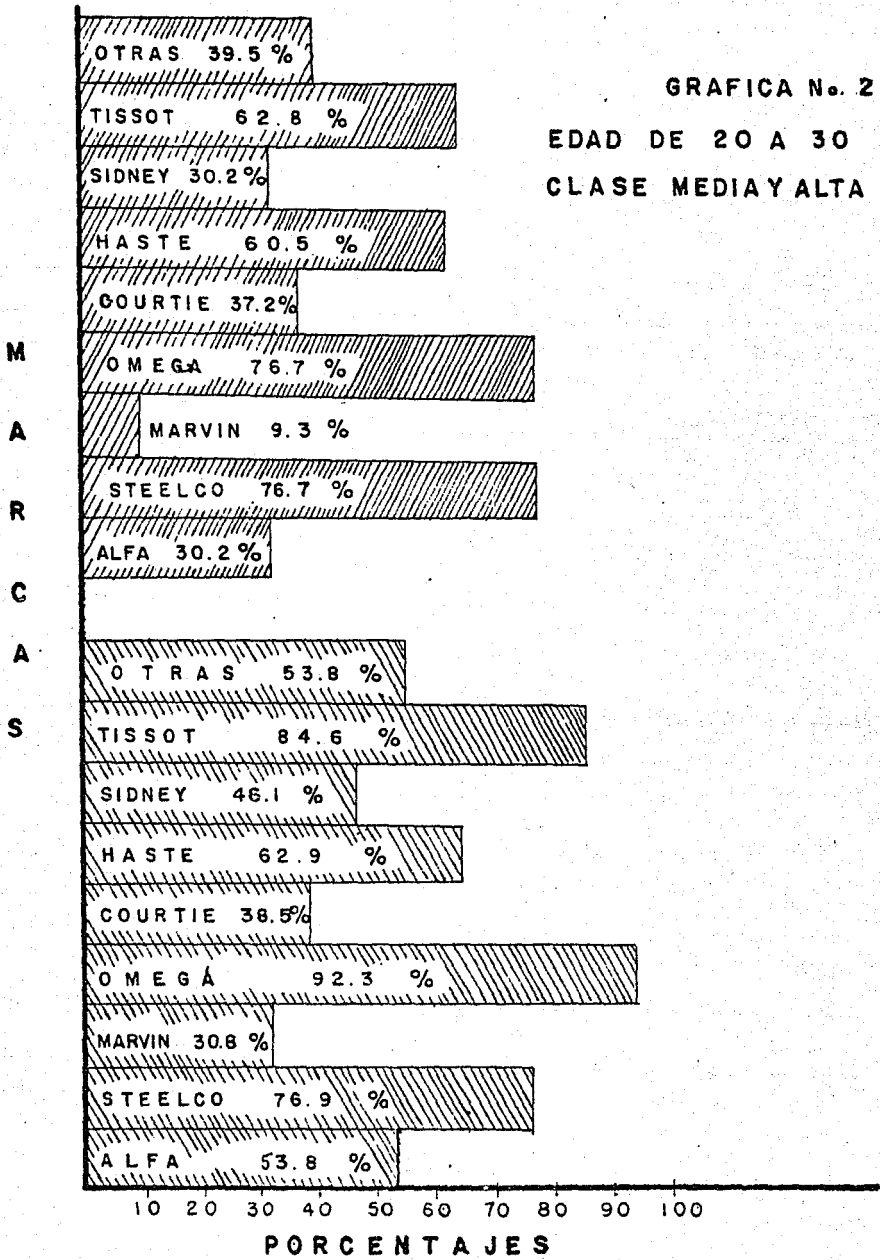 GRAFICA No. 2
EDAD DE 20 A 30
CLASE MEDIA Y ALTA
MARCAS
OTRAS 39.5 %
TISSOT 62.8 %
SIDNEY 30.2%
HASTE 60.5 %
COURTIE 37.2%
OMEGA 76.7 %
MARVIN 9.3 %
STEELCO 76.7 %
ALFA 30.2 %
OTRAS 53.8 %
TISSOT 84.6 %
SIDNEY 46.1 %
HASTE 62.9 %
COURTIE 38.5%
OMEGA 92.3 %
MARVIN 30.8 %
STEELCO 76.9 %
ALFA 53.8 %
10 20 30 40 50 60 70 80 90 100
PORCENTAJES